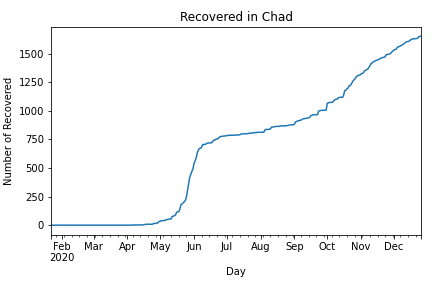 Recovered in Chad
Number of Recovered
1500
1250
1000
750
500
250
0
Feb Mar Apr May Jun Jul Aug Sep Oct Nov Dec
2020
Day